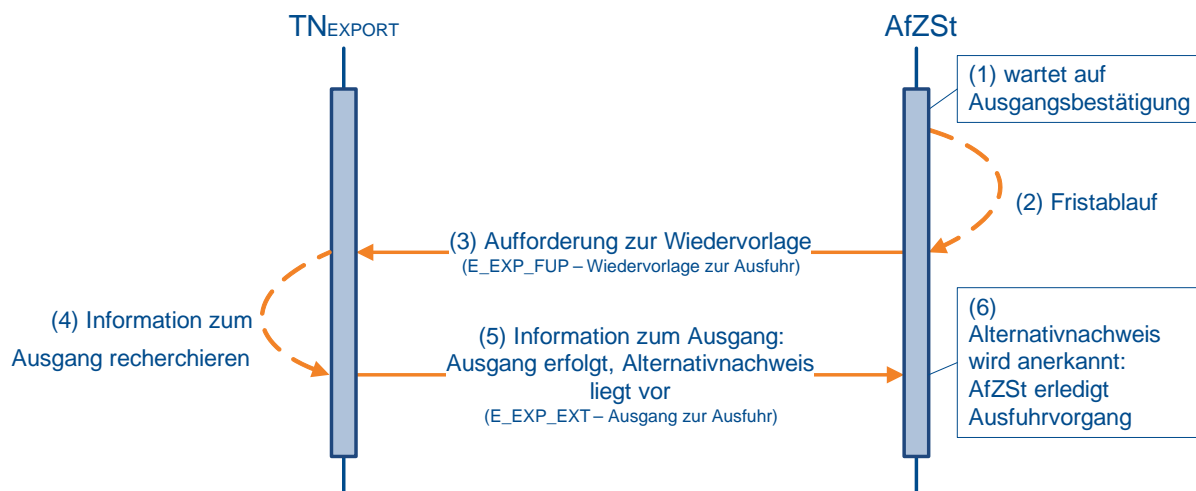 TNEXPORT
AfZSt
(1) wartet auf
Ausgangsbestätigung
(2) Fristablauf
(3) Aufforderung zur Wiedervorlage
(E_EXP_FUP – Wiedervorlage zur Ausfuhr)
(4) Information zum
Ausgang recherchieren
(5) Information zum Ausgang:
Ausgang erfolgt, Alternativnachweis
liegt vor
(E_EXP_EXT – Ausgang zur Ausfuhr)
(6)
Alternativnachweis
wird anerkannt:
AfZSt erledigt
Ausfuhrvorgang